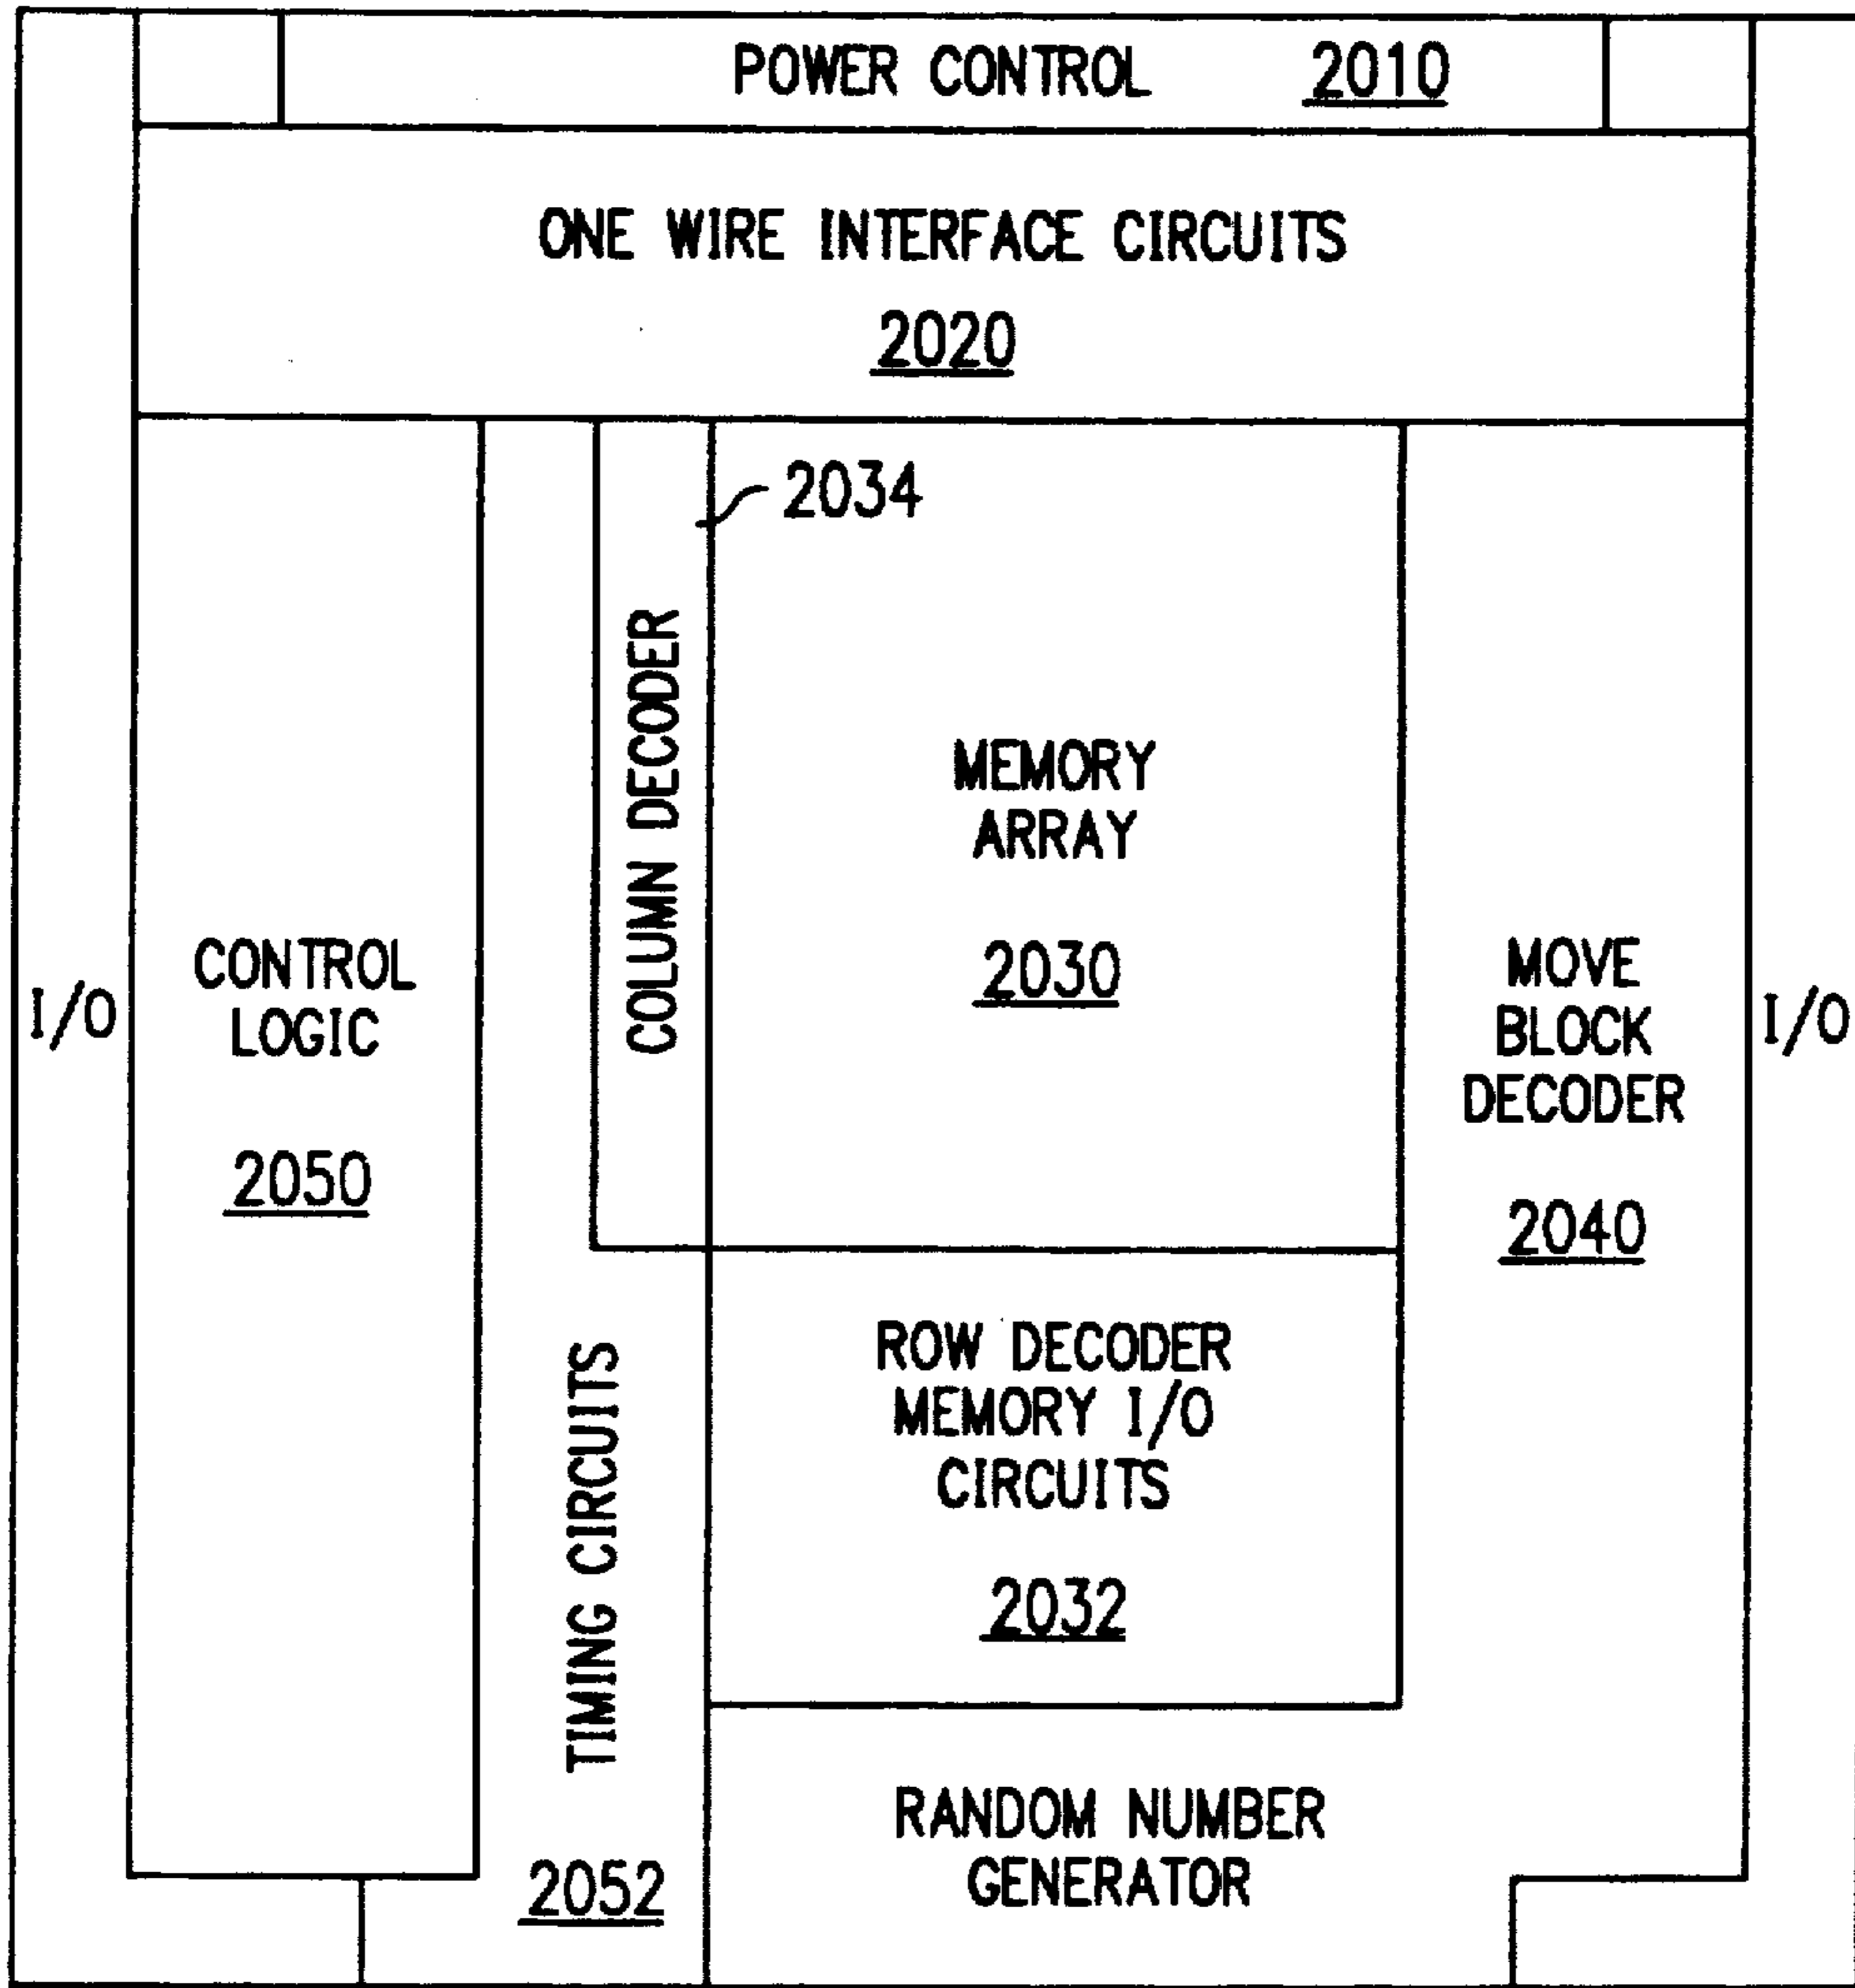 POWER CONTROL 2010
ONE WIRE INTERFACE CIRCUITS
2020
2034
COLUMN DECODER
MEMORY
ARRAY
2030
I/O
CONTROL
LOGIC
2050
MOVE
BLOCK
DECODER
2040
I/O
ROW DECODER
MEMORY I/O
CIRCUITS
2032
TIMING CIRCUITS
2052
RANDOM NUMBER
GENERATOR